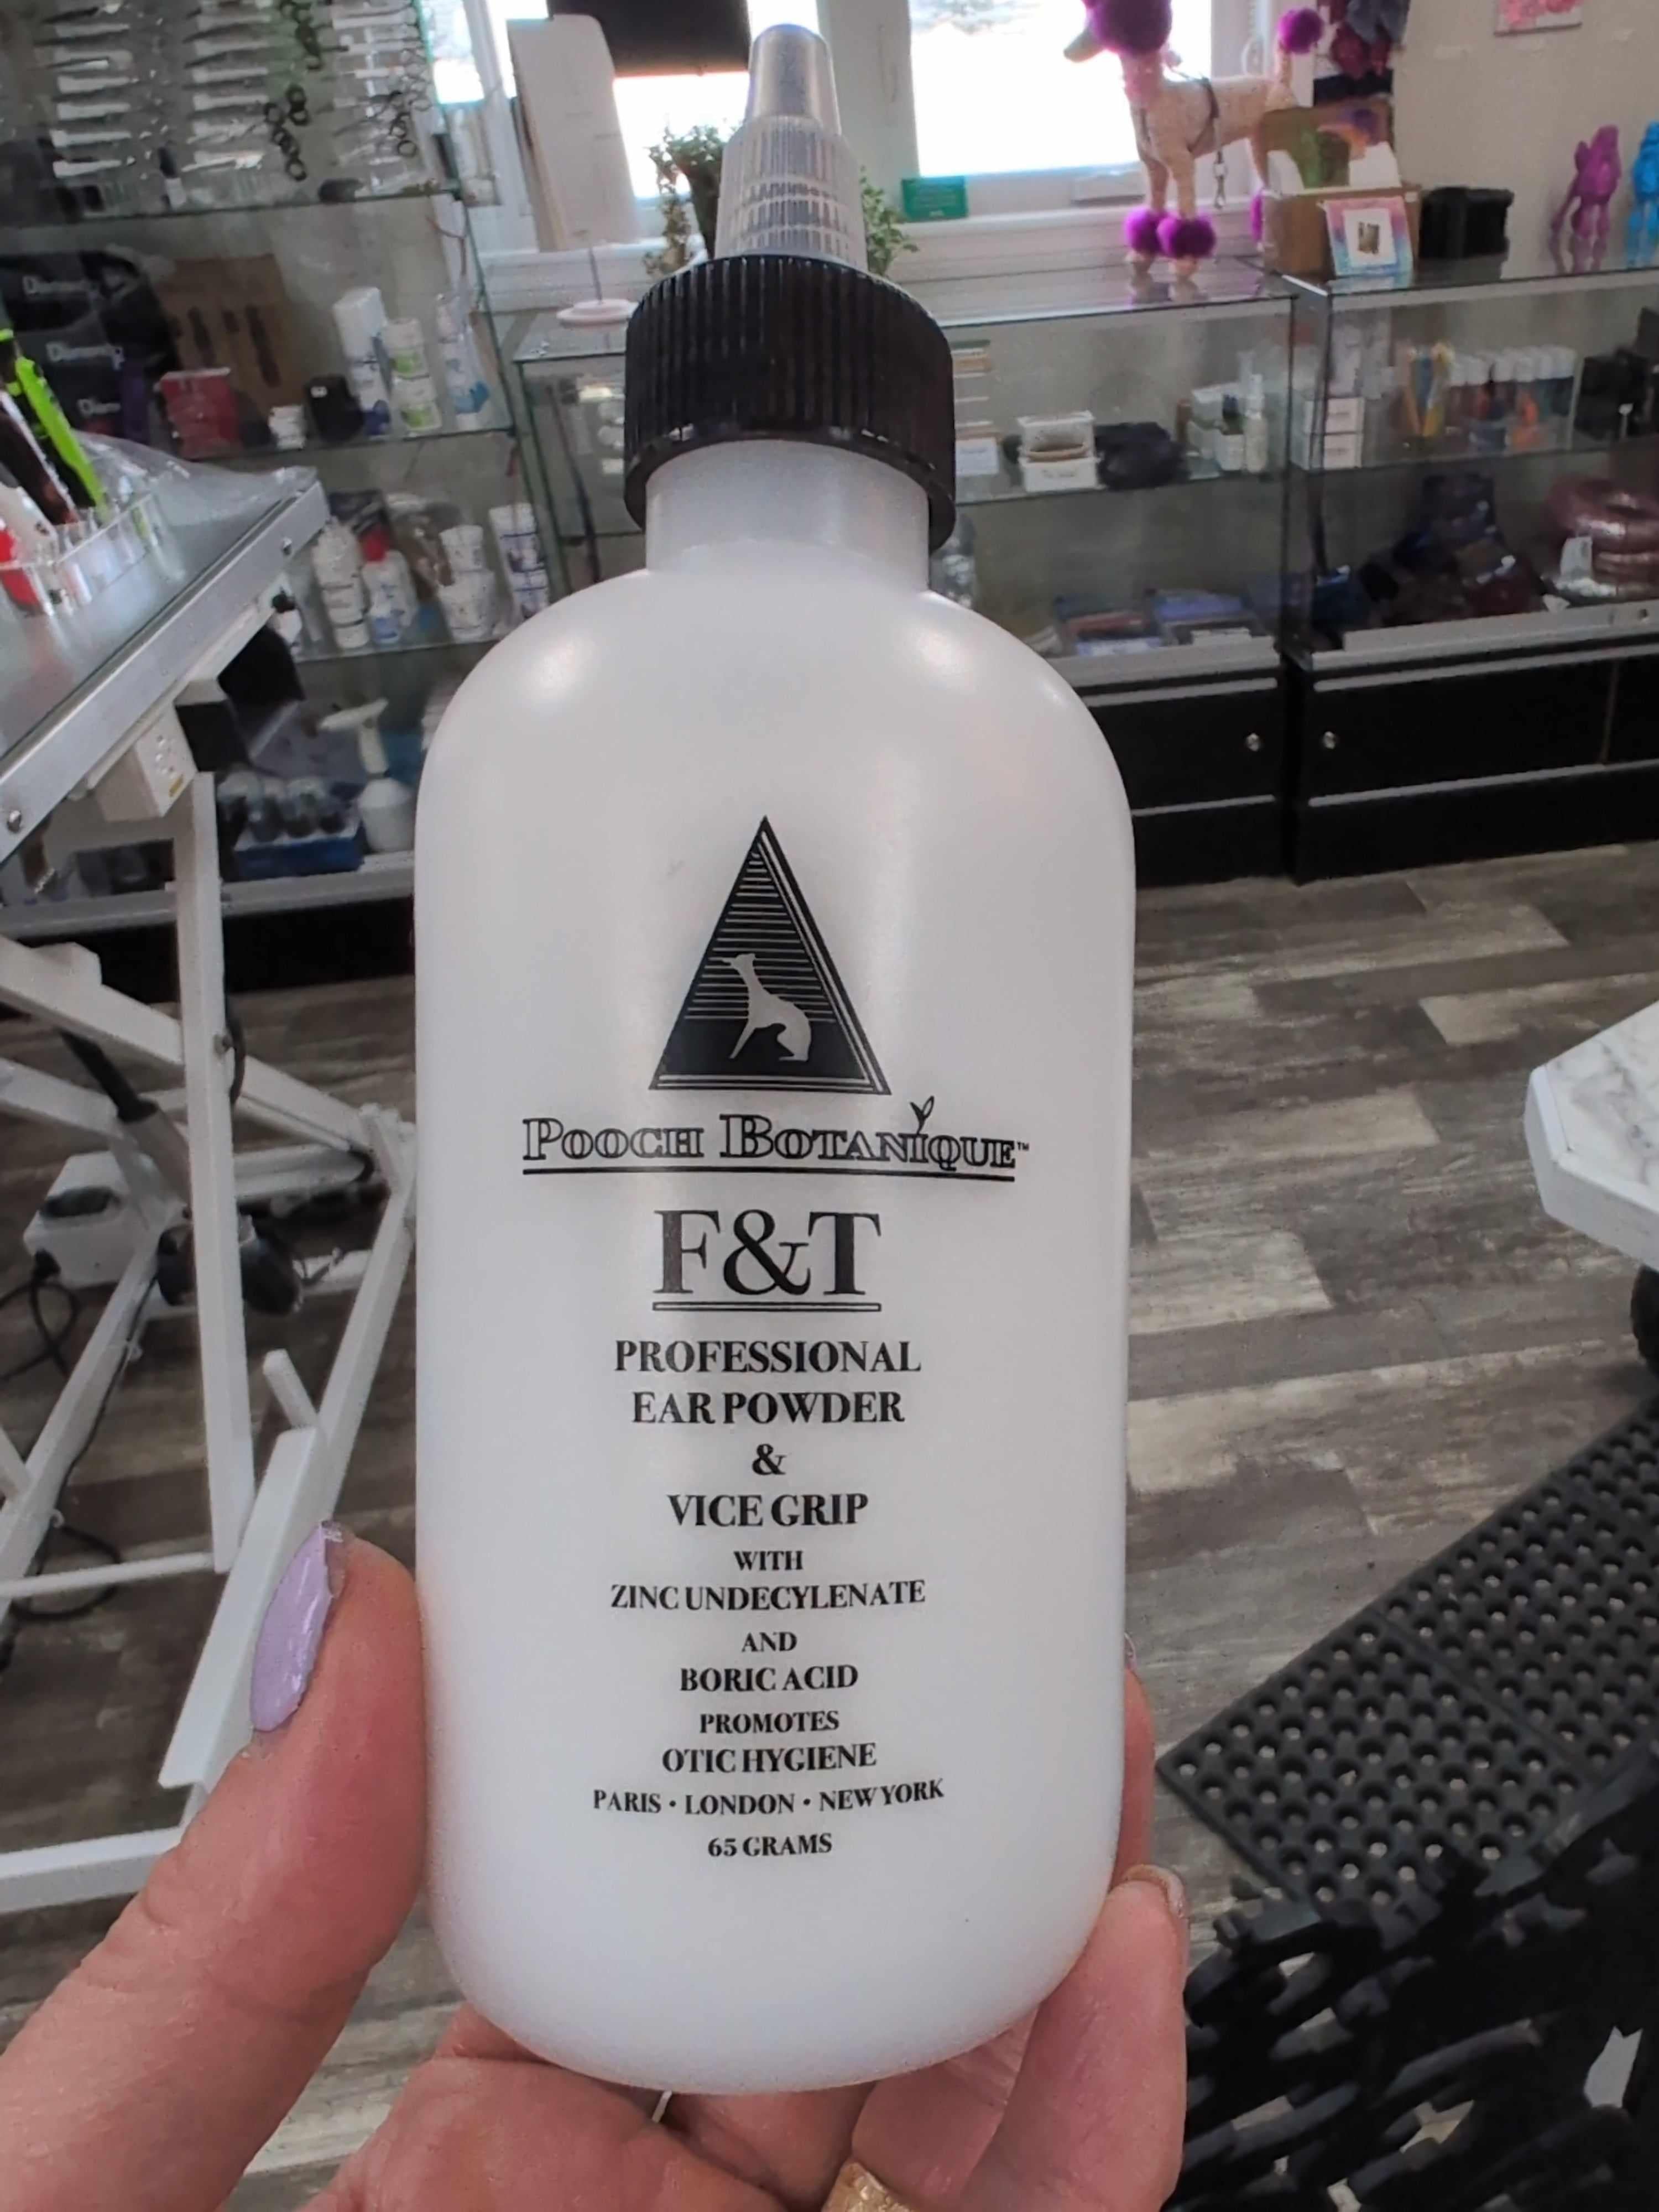 POOCH BOTANIQUE™
F&T
PROFESSIONAL
EAR POWDER
&
VICE GRIP
WITH
ZINC UNDECYLENATE
AND
BORIC ACID
PROMOTES
OTIC HYGIENE
PARIS • LONDON • NEW YORK
65 GRAMS